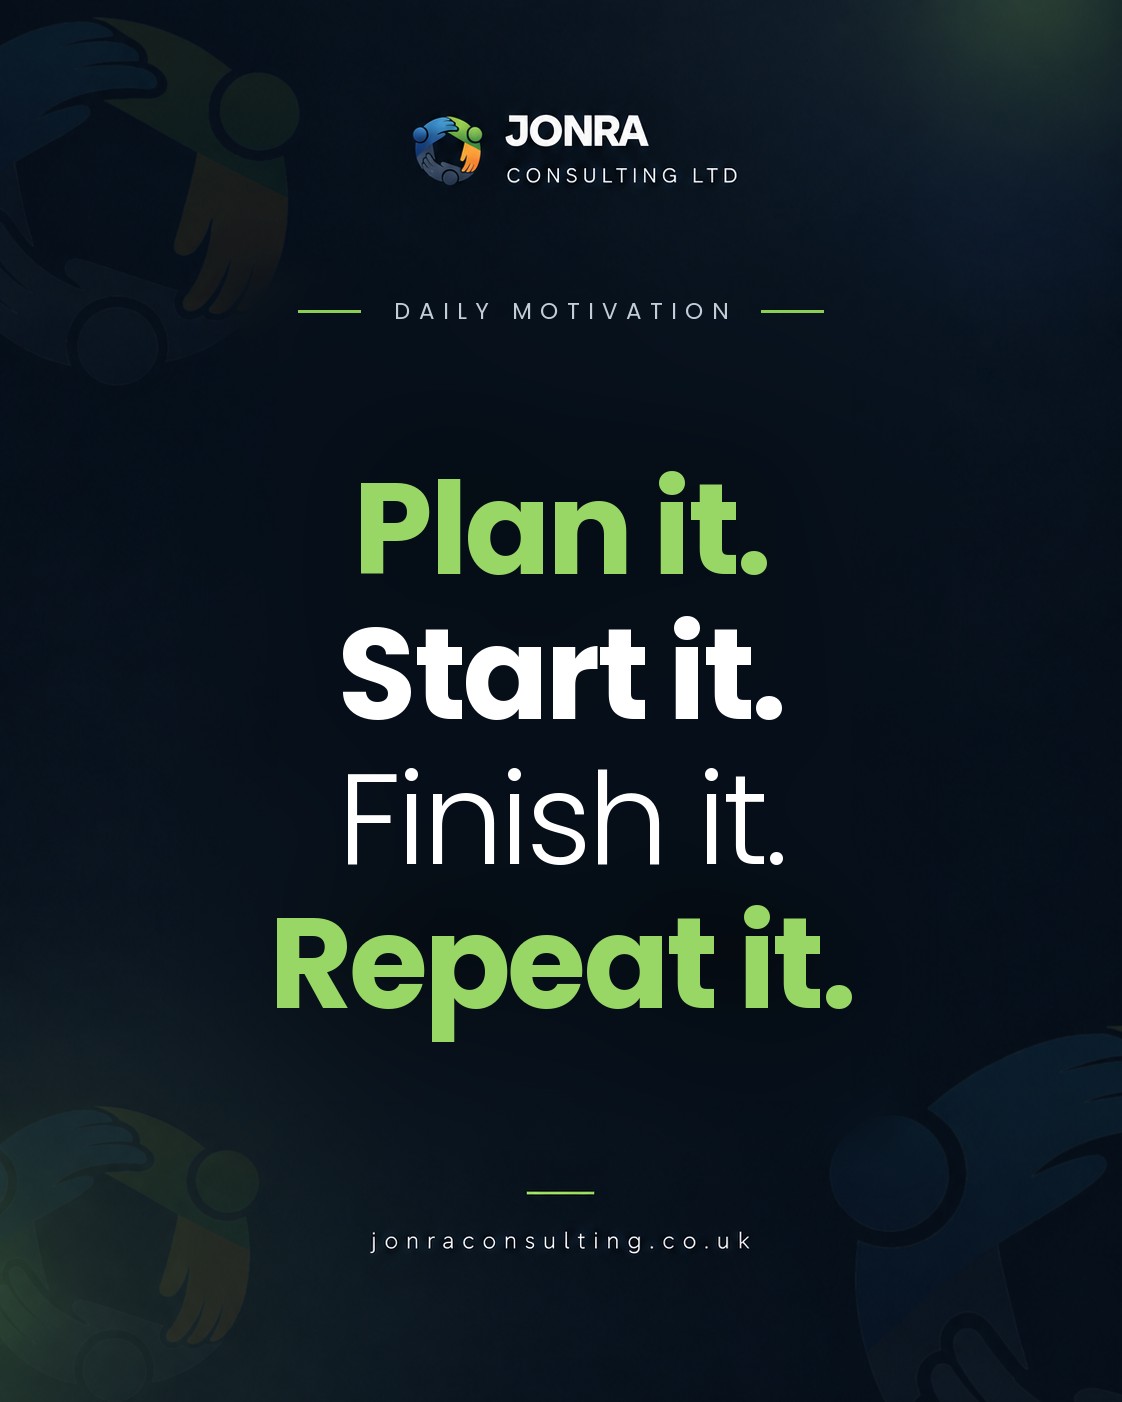 JONRA
CONSULTING LTD
DAILY MOTIVATION
Plan it.
Start it.
Finish it.
Repeat it.
jonraconsulting.co.uk